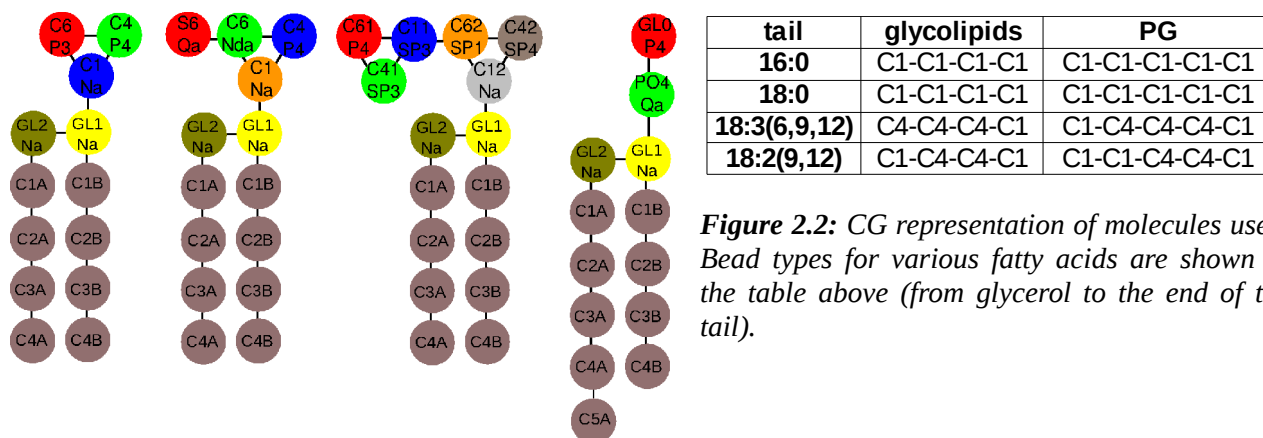 C6 P3
C4 P4
C1 Na
GL2 Na
GL1 Na
C1A
C1B
C2A
C2B
C3A
C3B
C4A
C4B
S6 Qa
C6 Nda
C4 P4
C1 Na
GL2 Na
GL1 Na
C1A
C1B
C2A
C2B
C3A
C3B
C4A
C4B
C61 P4
C11 SP3
C62 SP1
C42 SP4
C41 SP3
C12 Na
GL2 Na
GL1 Na
C1A
C1B
C2A
C2B
C3A
C3B
C4A
C4B
GL0 P4
PO4 Qa
GL2 Na
GL1 Na
C1A
C1B
C2A
C2B
C3A
C3B
C4A
C4B
C5A
tail glycolipids PG
16:0 C1-C1-C1-C1 C1-C1-C1-C1-C1
18:0 C1-C1-C1-C1 C1-C1-C1-C1-C1
18:3(6,9,12) C4-C4-C4-C1 C1-C4-C4-C4-C1
18:2(9,12) C1-C4-C4-C1 C1-C1-C4-C4-C1
Figure 2.2: CG representation of molecules use
Bead types for various fatty acids are shown
the table above (from glycerol to the end of t
tail).